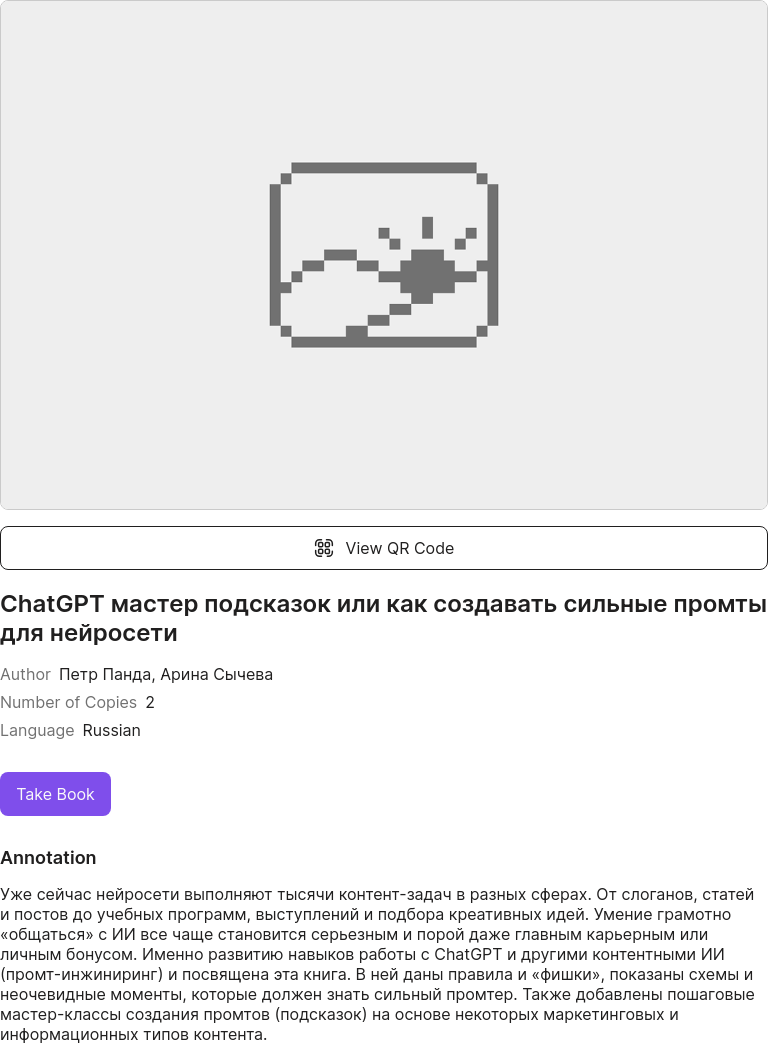 View QR Code
ChatGPT мастер подсказок или как создавать сильные промты
для нейросети
Author Петр Панда, Арина Сычева
Number of Copies 2
Language Russian
Take Book
Annotation
Уже сейчас нейросети выполняют тысячи контент-задач в разных сферах. От слоганов, статей
и постов до учебных программ, выступлений и подбора креативных идей. Умение грамотно
«общаться» с ИИ все чаще становится серьезным и порой даже главным карьерным или
личным бонусом. Именно развитию навыков работы с ChatGPT и другими контентными ИИ
(промт-инжиниринг) и посвящена эта книга. В ней даны правила и «фишки», показаны схемы и
неочевидные моменты, которые должен знать сильный промтер. Также добавлены пошаговые
мастер-классы создания промтов (подсказок) на основе некоторых маркетинговых и
информационных типов контента.